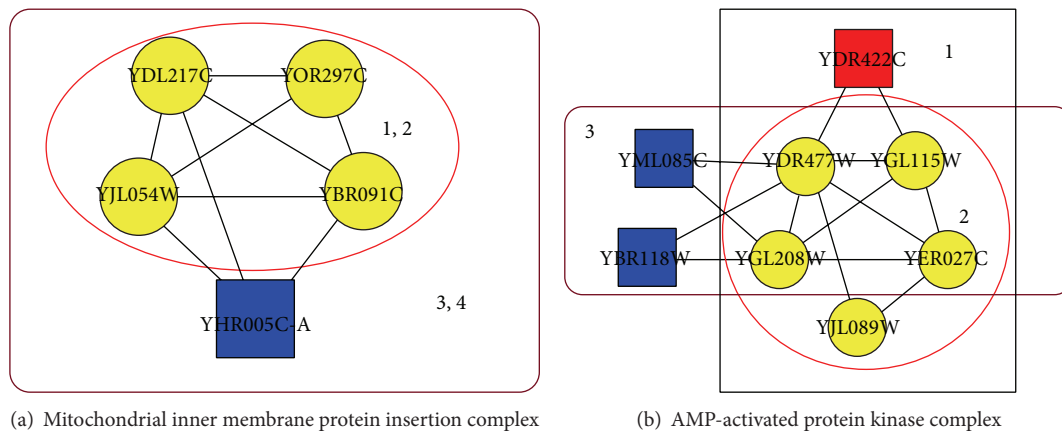 YDL217C
YOR297C
1, 2
YJL054W
YBR091C
3, 4
YHR005C-A
(a) Mitochondrial inner membrane protein insertion complex
YDR422C
1
3
YML085C
YDR477W
YGL115W
2
YBR118W
YGL208W
YER027C
YJL089W
(b) AMP-activated protein kinase complex